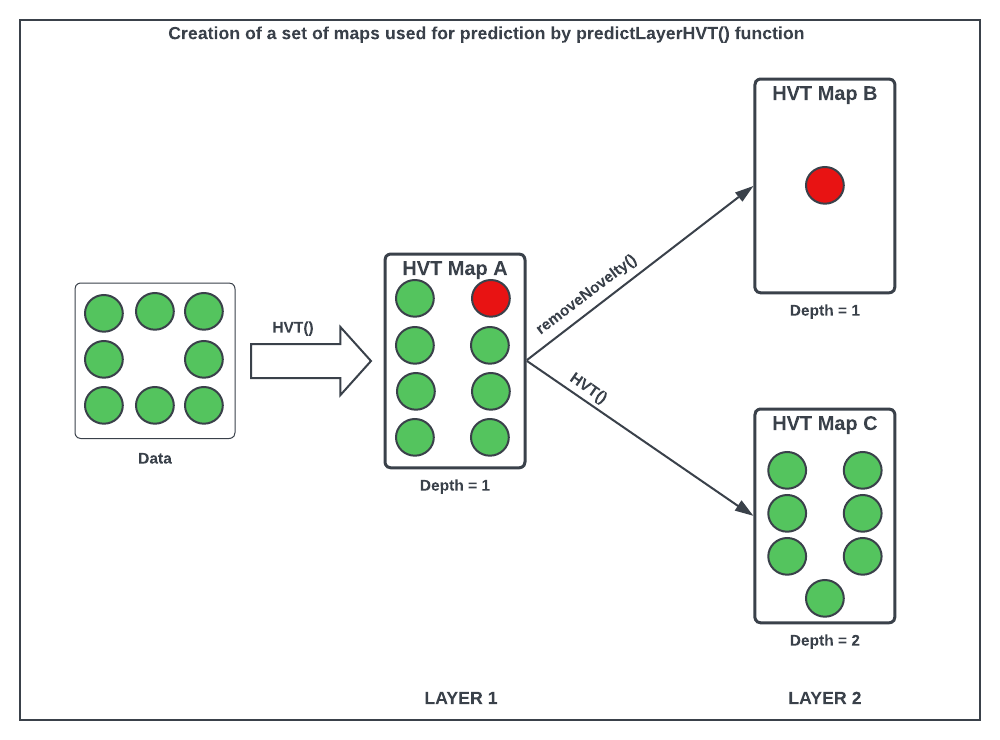 Creation of a set of maps used for prediction by predictLayerHVT() function
HVT Map B
Depth = 1
removeNovelty()
HVT Map A
HVT()
Data
Depth = 1
HVT()
HVT Map C
Depth = 2
LAYER 1
LAYER 2